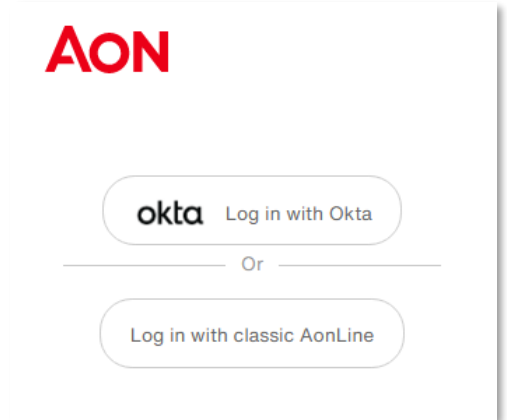 AON
okta Log in with Okta
Or
Log in with classic AonLine